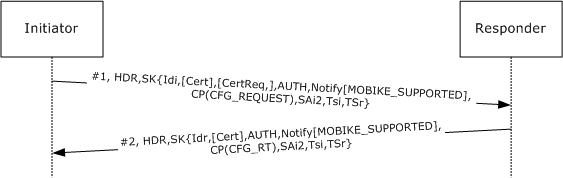 Initiator
Responder
#1, HDR,SK{Idi,[Cert],[CertReq,],AUTH,Notify[MOBIKE_SUPPORTED],
CP(CFG_REQUEST),SAi2,Tsi,TSr}
#2, HDR,SK{Idr,[Cert],AUTH,Notify[MOBIKE_SUPPORTED],
CP(CFG_RT),SAi2,Tsi,TSr}